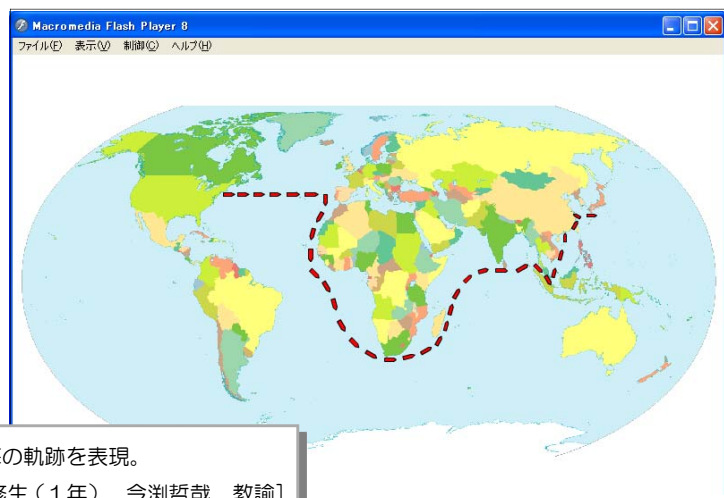 Macromedia Flash Player 8
ファイル(F) 表示(V) 制御(C) ヘルプ(H)
の軌跡を表現。
修生(1年) 今渕哲哉 教諭]